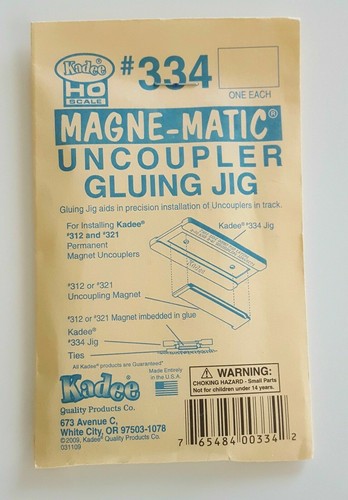 Kadee®
HO
SCALE
#334
ONE EACH
MAGNE-MATIC®
UNCOUPLER
GLUING JIG
Gluing Jig aids in precision installation of Uncouplers in track.
For Installing Kadee®
#312 and #321
Permanent
Magnet Uncouplers
Kadee® #334 Jig
Kadee
#312 or #321
Uncoupling Magnet
#312 or #321 Magnet imbedded in glue
Kadee®
#334 Jig
Ties
All Kadee® products are Guaranteed*
Kadee®
Quality Products Co.
673 Avenue C,
White City, OR 97503-1078
©2009, Kadee® Quality Products Co.
031109
Made Entirely
in the U.S.A.
WARNING:
CHOKING HAZARD - Small Parts
Not for children under 14 years.
7 65484 00334 2